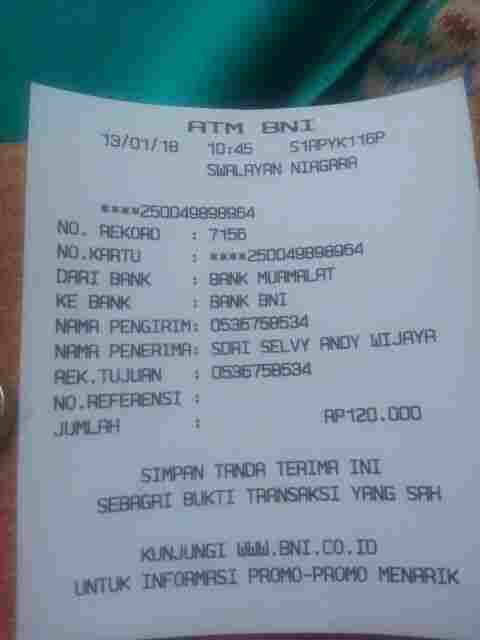 ATM BNI
13/01/18 10:45 S1APYK116P
SWALAYAN NIAGARA
****250049898964
NO. REKORD : 7156
NO.KARTU : ****250049898964
DARI BANK : BANK MUAMALAT
KE BANK : BANK BNI
NAMA PENGIRIM: 0536758534
NAMA PENERIMA: SDRI SELVY ANDY WIJAYA
REK.TUJUAN : 0536758534
NO.REFERENSI :
JUMLAH : RP120.000
SIMPAN TANDA TERIMA INI
SEBAGAI BUKTI TRANSAKSI YANG SAH
KUNJUNGI WWW.BNI.CO.ID
UNTUK INFORMASI PROMO-PROMO MENARIK